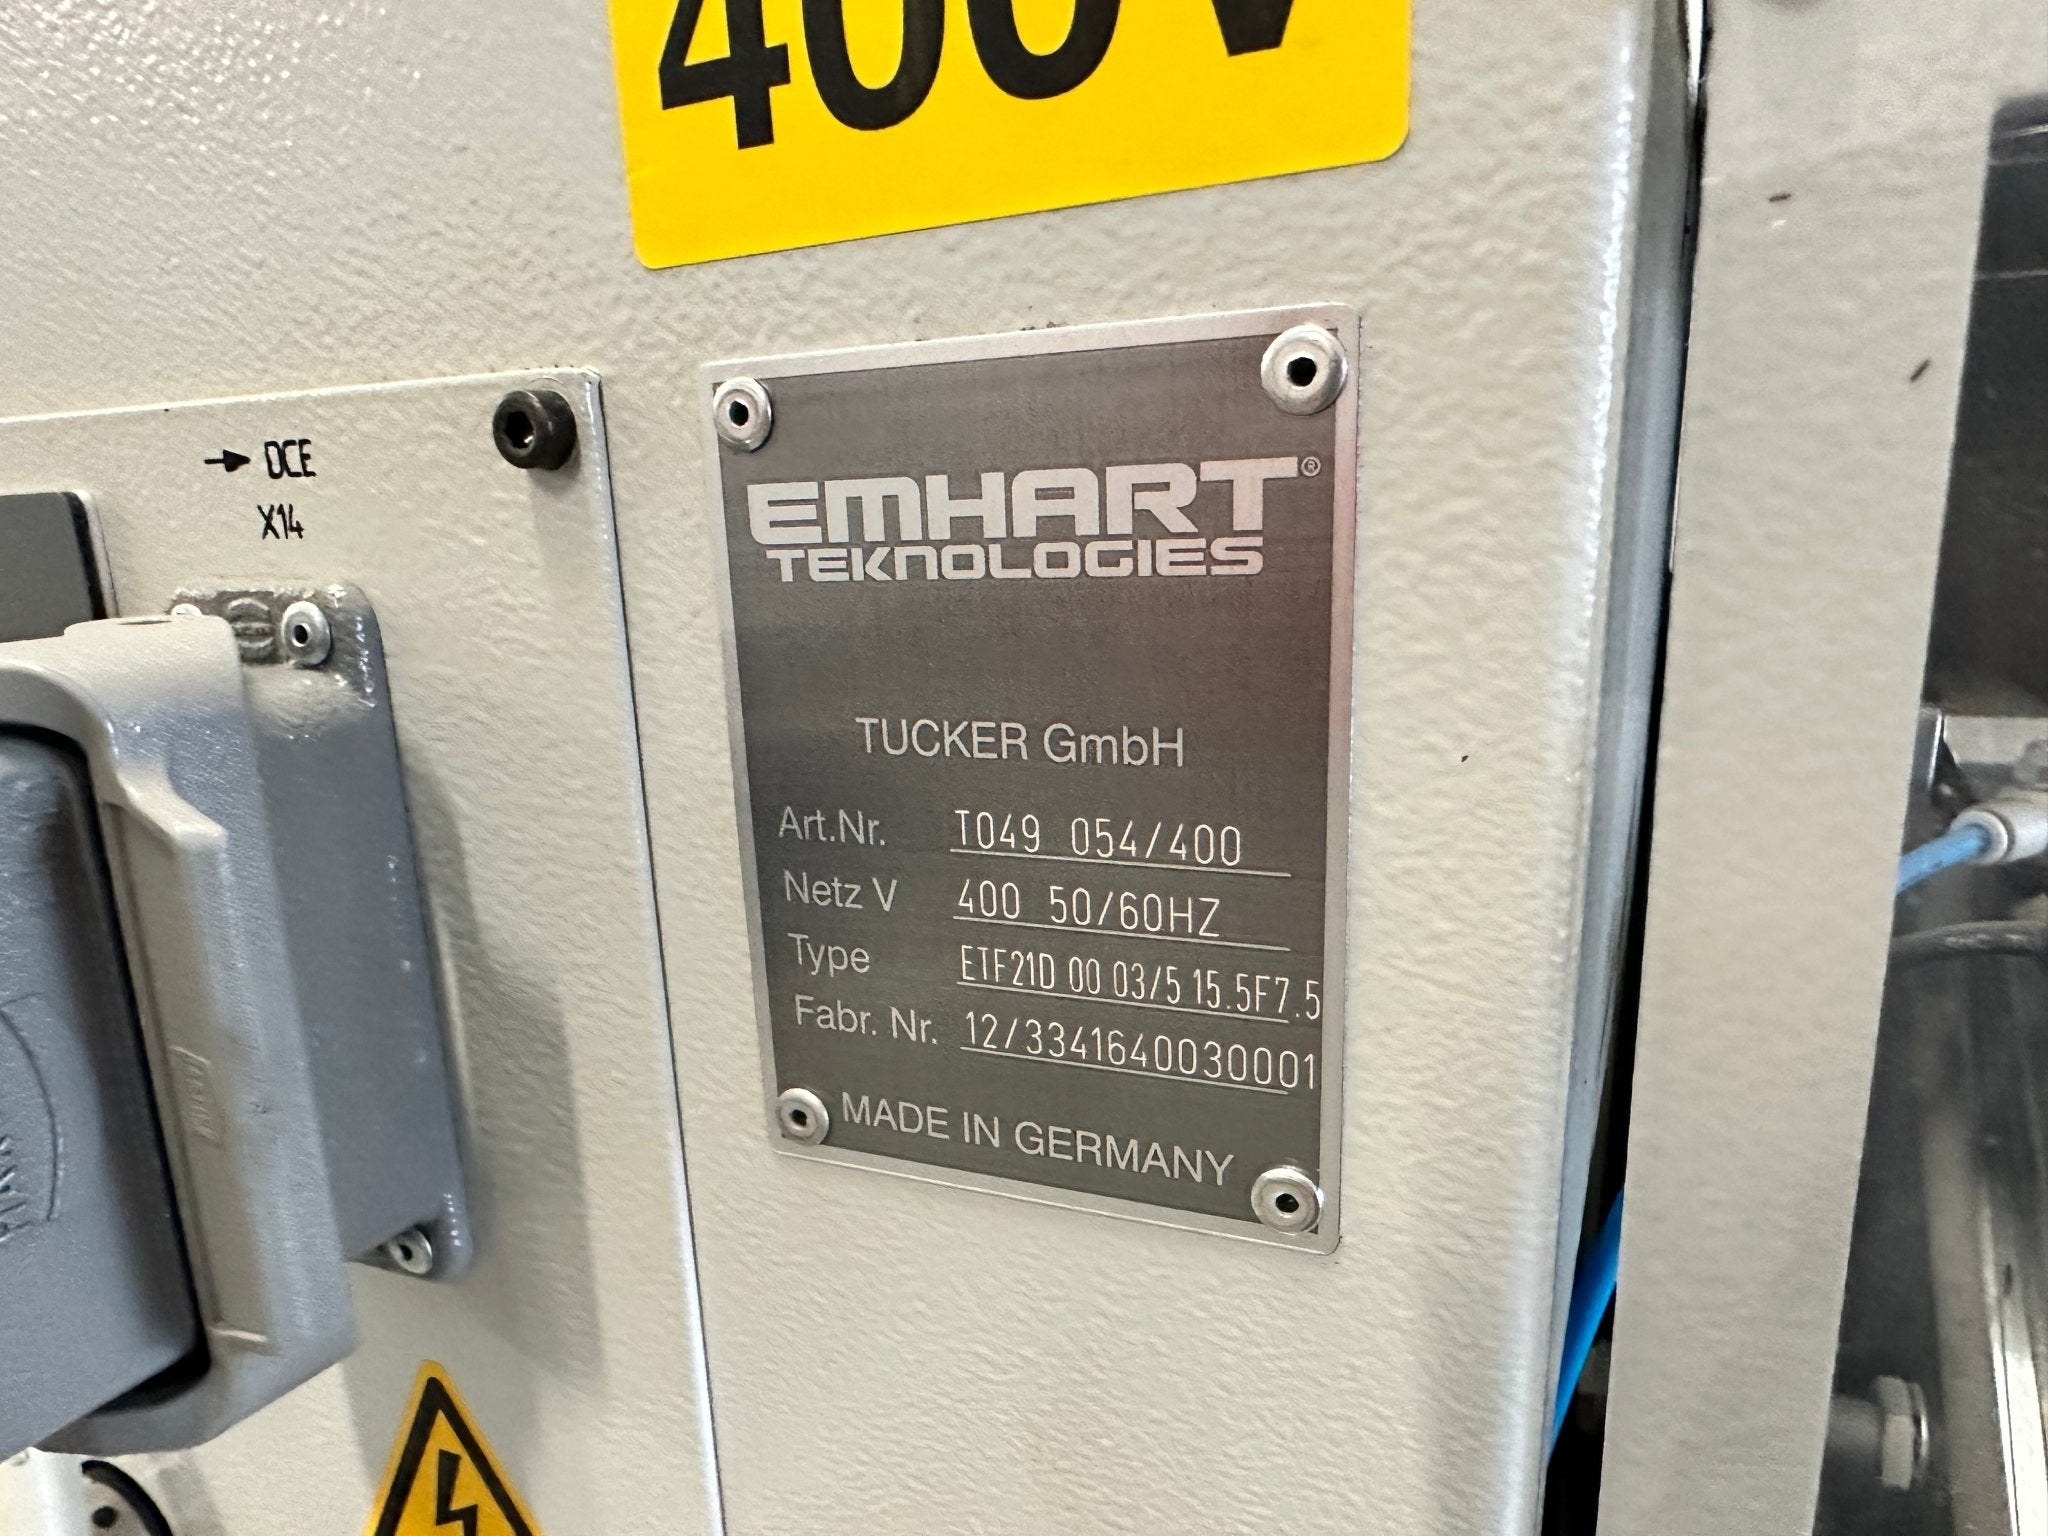 400V
→ DCE
X14
EMHART®
TEKNOLOGIES
TUCKER GmbH
Art.Nr. T049 054/400
Netz V 400 50/60HZ
Type ETF21D 00 03/5 15.5F7.5
Fabr. Nr. 12/3341640030001
MADE IN GERMANY